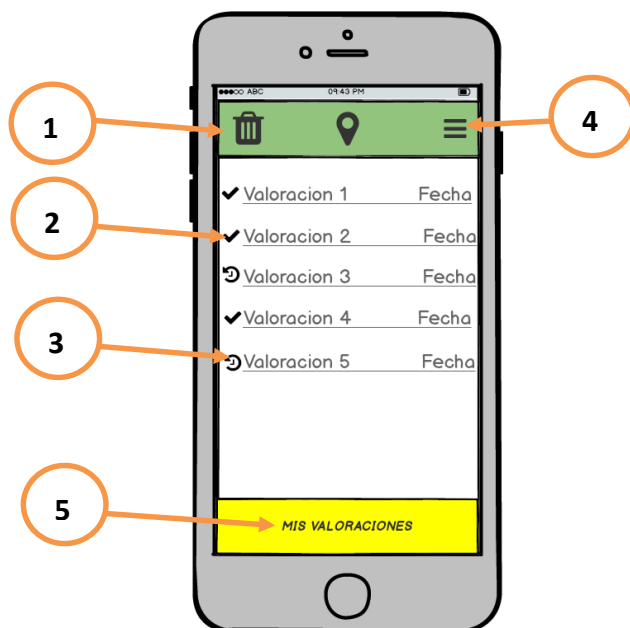 ABC 09:43 PM
1
4
Valoracion 1 Fecha
2
Valoracion 2 Fecha
Valoracion 3 Fecha
Valoracion 4 Fecha
3
Valoracion 5 Fecha
5
MIS VALORACIONES